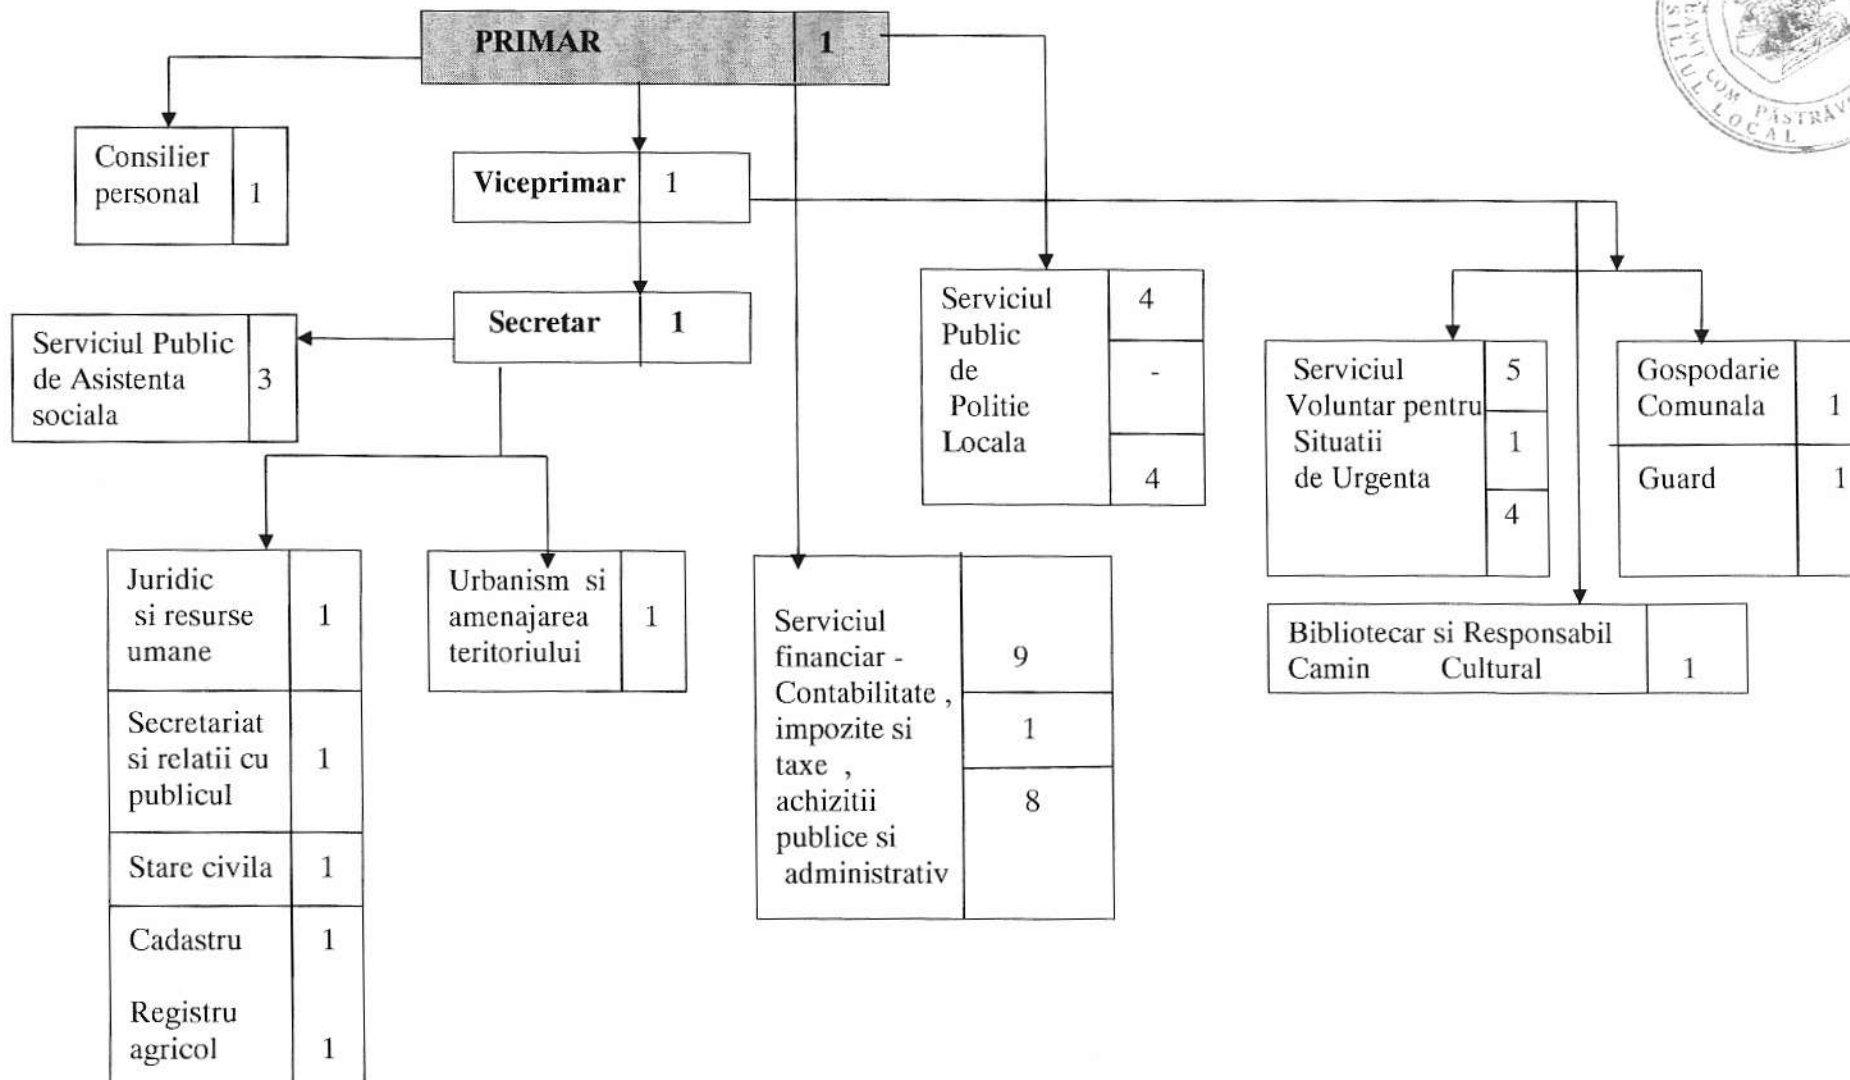 PRIMAR 1
Consilier
personal 1
Viceprimar 1
Secretar 1
Serviciul Public
de Asistenta 3
sociala
Serviciul 4
Public
de -
Politie
Locala
4
Serviciul 5
Voluntar pentru
Situatii 1
de Urgenta
4
Gospodarie
Comunala 1
Guard 1
Bibliotecar si Responsabil
Camin Cultural 1
Juridic
si resurse 1
umane
Secretariat
si relatii cu 1
publicul
Stare civila 1
Cadastru 1
Registru
agricol 1
Urbanism si
amenajarea 1
teritoriului
Serviciul
financiar - 9
Contabilitate ,
impozite si 1
taxe ,
achizitii 8
publice si
administrativ
COM PĂSTRĂV
LOCAL